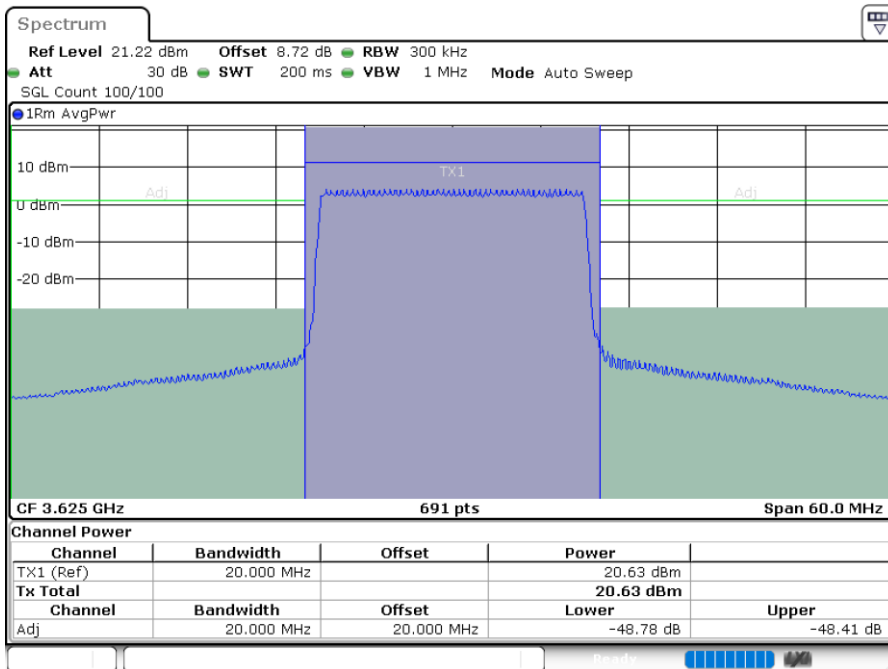 Spectrum
Ref Level 21.22 dBm Offset 8.72 dB RBW 300 kHz
Att 30 dB SWT 200 ms VBW 1 MHz Mode Auto Sweep
SGL Count 100/100
1Rm AvgPwr
TX1
10 dBm
Adj Adj
0 dBm
-10 dBm
-20 dBm
CF 3.625 GHz 691 pts Span 60.0 MHz
Channel Power
Channel Bandwidth Offset Power
TX1 (Ref) 20.000 MHz 20.63 dBm
Tx Total 20.63 dBm
Channel Bandwidth Offset Lower Upper
Adj 20.000 MHz 20.000 MHz -48.78 dB -48.41 dB
Ready